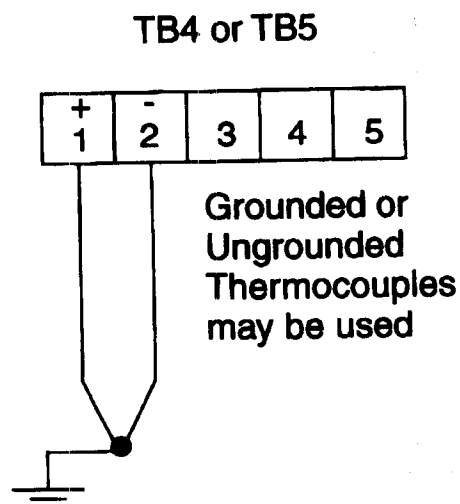 TB4 or TB5
+ -
1 2 3 4 5
Grounded or
Ungrounded
Thermocouples
may be used